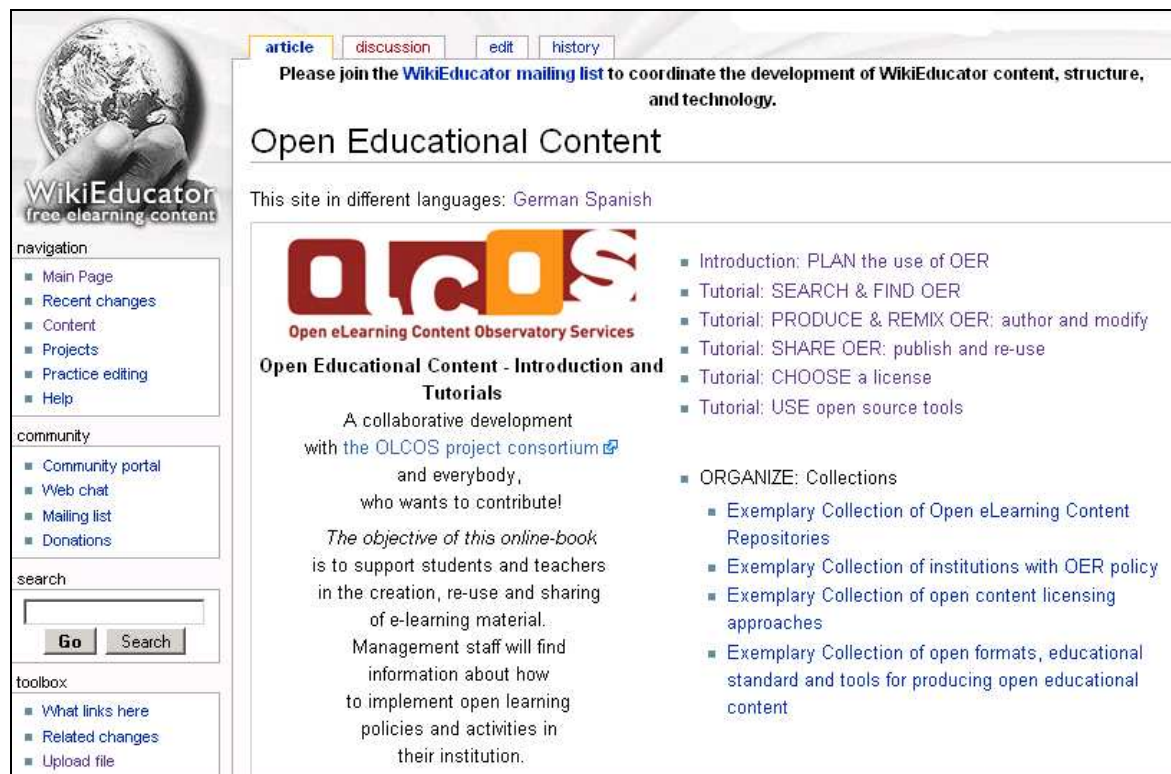 WikiEducator
free elearning content
navigation
Main Page
Recent changes
Content
Projects
Practice editing
Help
community
Community portal
Web chat
Mailing list
Donations
search
Go Search
toolbox
What links here
Related changes
Upload file
article discussion edit history
Please join the WikiEducator mailing list to coordinate the development of WikiEducator content, structure,
and technology.
Open Educational Content
This site in different languages: German Spanish
OLCOS
Open eLearning Content Observatory Services
Open Educational Content - Introduction and
Tutorials
A collaborative development
with the OLCOS project consortium
and everybody,
who wants to contribute!
The objective of this online-book
is to support students and teachers
in the creation, re-use and sharing
of e-learning material.
Management staff will find
information about how
to implement open learning
policies and activities in
their institution.
Introduction: PLAN the use of OER
Tutorial: SEARCH & FIND OER
Tutorial: PRODUCE & REMIX OER: author and modify
Tutorial: SHARE OER: publish and re-use
Tutorial: CHOOSE a license
Tutorial: USE open source tools
ORGANIZE: Collections
Exemplary Collection of Open eLearning Content
Repositories
Exemplary Collection of institutions with OER policy
Exemplary Collection of open content licensing
approaches
Exemplary Collection of open formats, educational
standard and tools for producing open educational
content